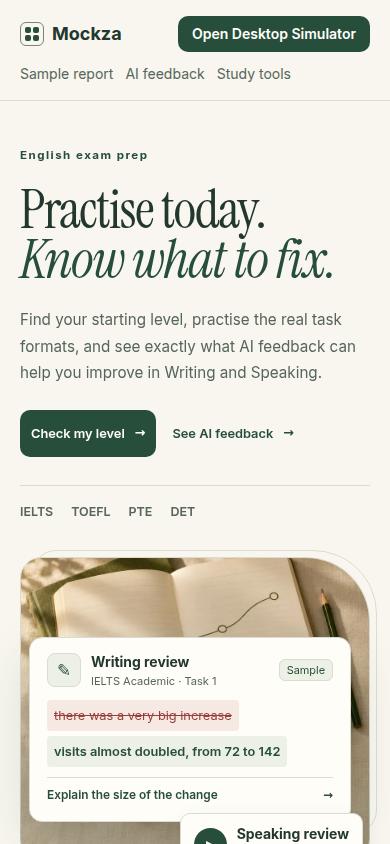 Mockza
Open Desktop Simulator
Sample report AI feedback Study tools
English exam prep
Practise today.
Know what to fix.
Find your starting level, practise the real task
formats, and see exactly what AI feedback can
help you improve in Writing and Speaking.
Check my level →
See AI feedback →
IELTS TOEFL PTE DET
Writing review
IELTS Academic · Task 1
Sample
there was a very big increase
visits almost doubled, from 72 to 142
Explain the size of the change →
Speaking review